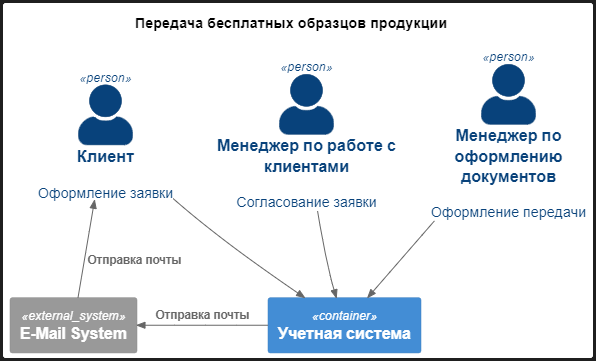 Передача бесплатных образцов продукции
«person»
Клиент
Оформление заявки
«person»
Менеджер по работе с
клиентами
Согласование заявки
«person»
Менеджер по
оформлению
документов
Оформление передачи
Отправка почты
«external_system»
E-Mail System
Отправка почты
«container»
Учетная система